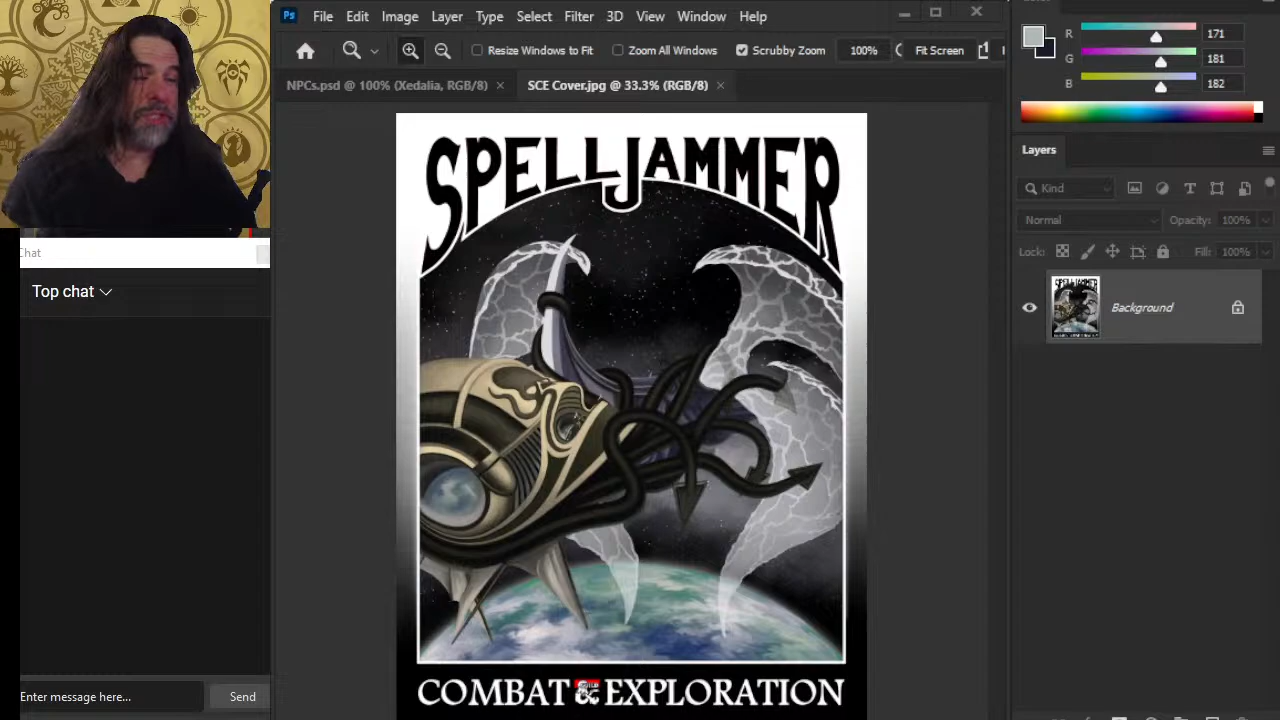 Ps File Edit Image Layer Type Select Filter 3D View Window Help
Resize Windows to Fit Zoom All Windows Scrubby Zoom 100% Fit Screen
NPCs.psd @ 100% (Xedalia, RGB/8) × SCE Cover.jpg @ 33.3% (RGB/8) ×
R 171
G 181
B 182
Layers
Kind
Normal Opacity: 100%
Lock: Fill: 100%
Background
SPELLJAMMER
COMBAT & EXPLORATION
Chat
Top chat
Enter message here...
Send